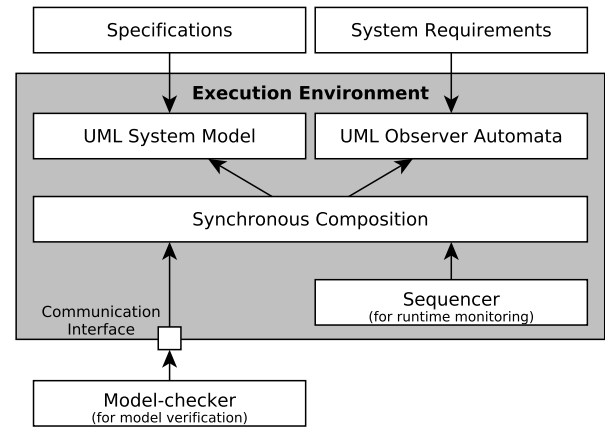 Specifications
System Requirements
Execution Environment
UML System Model
UML Observer Automata
Synchronous Composition
Sequencer
(for runtime monitoring)
Communication
Interface
Model-checker
(for model verification)